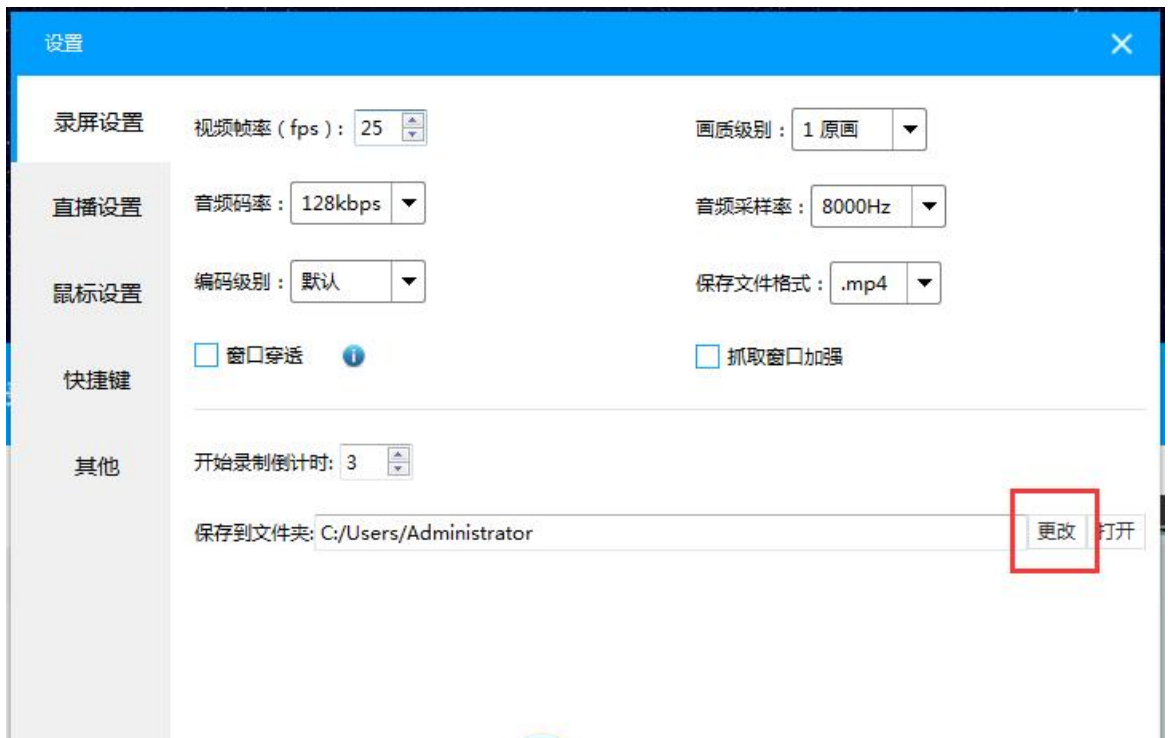 设置
录屏设置
视频帧率（fps）: 25
画质级别： 1 原画
直播设置
音频码率： 128kbps
音频采样率： 8000Hz
鼠标设置
编码级别： 默认
保存文件格式： .mp4
窗口穿透
抓取窗口加强
快捷键
其他
开始录制倒计时: 3
保存到文件夹: C:/Users/Administrator
更改
打开